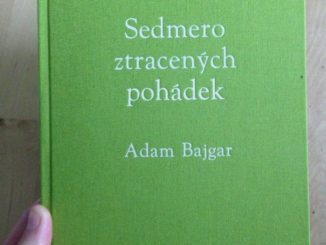 Sedmero
ztracených
pohádek
Adam Bajgar